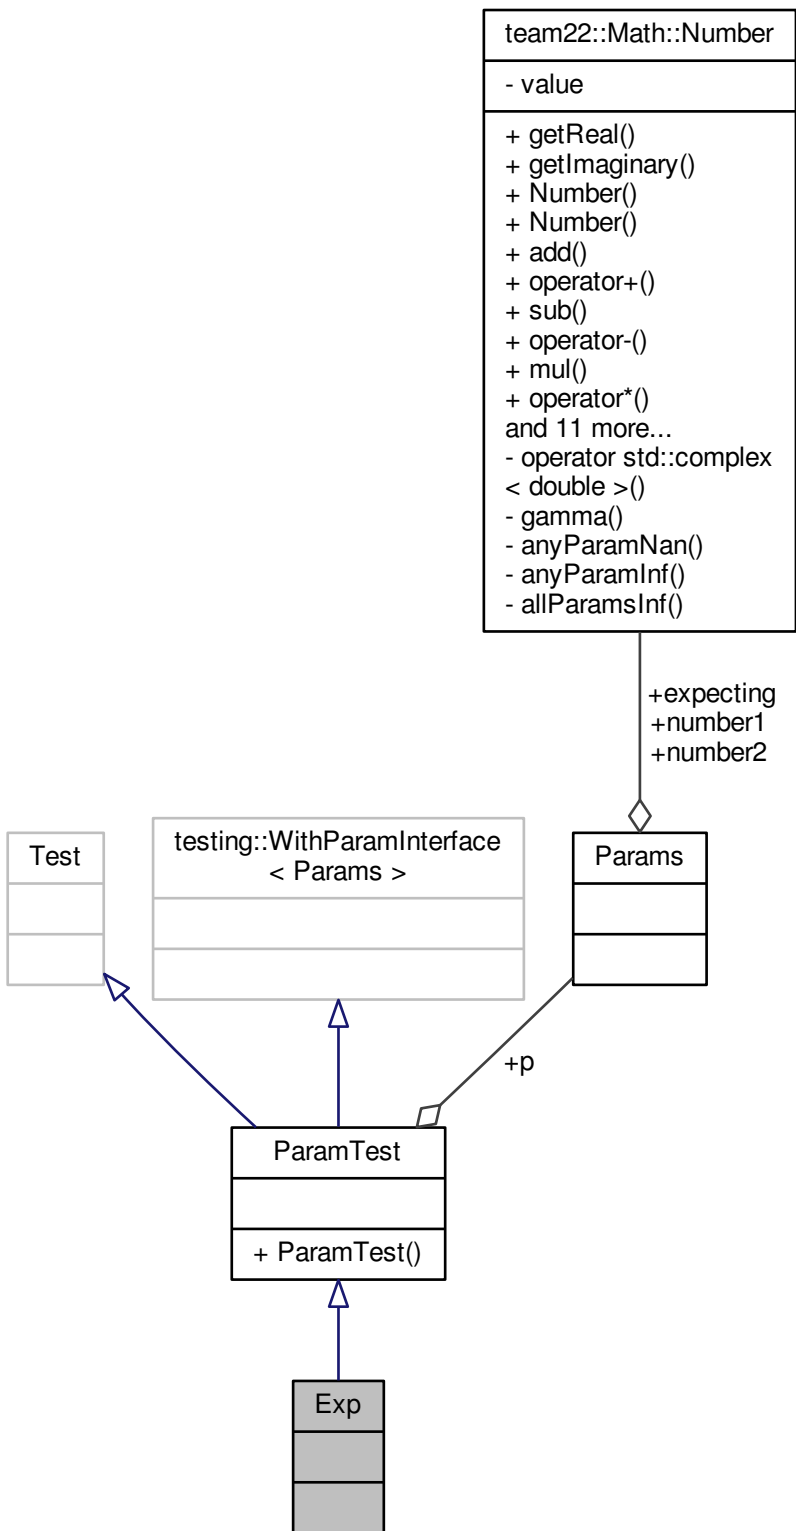 team22::Math::Number
- value
+ getReal()
+ getImaginary()
+ Number()
+ Number()
+ add()
+ operator+()
+ sub()
+ operator-()
+ mul()
+ operator*()
and 11 more...
- operator std::complex
< double >()
- gamma()
- anyParamNan()
- anyParamInf()
- allParamsInf()
+expecting
+number1
+number2
Test
testing::WithParamInterface
< Params >
Params
+p
ParamTest
+ ParamTest()
Exp